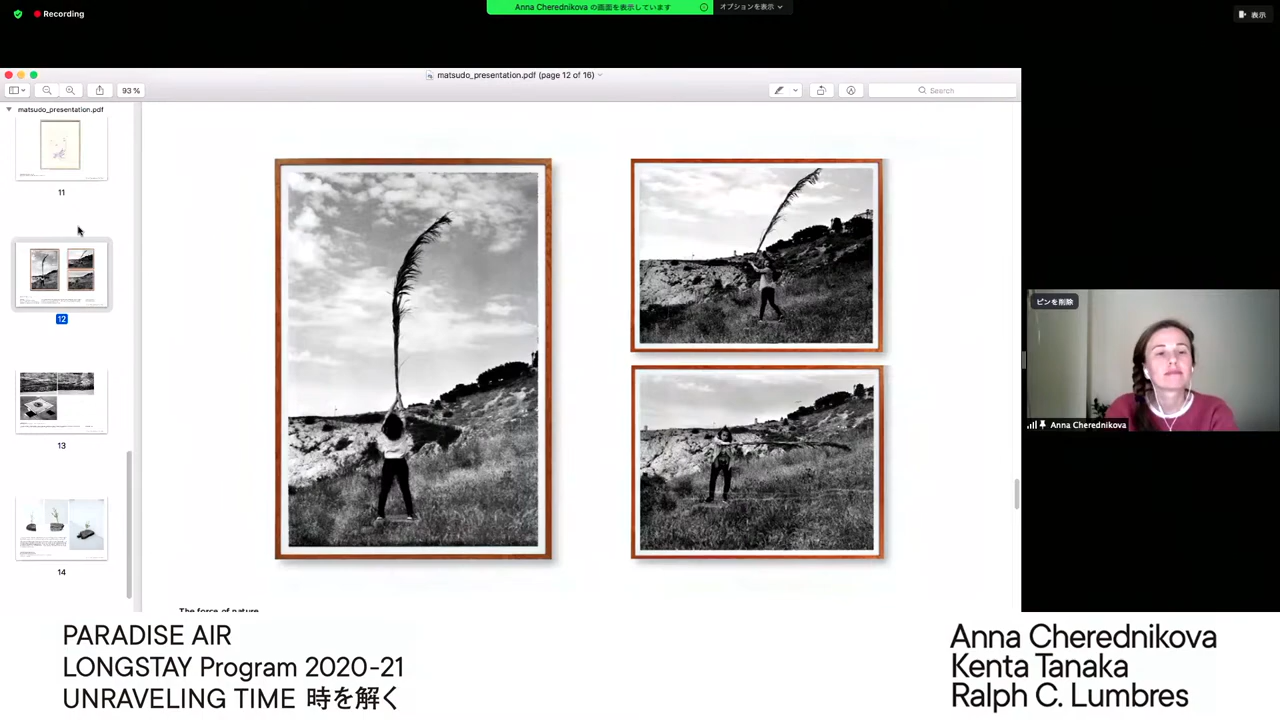 Recording
Anna Cherednikova の画面を表示しています
オプションを表示
表示
matsudo_presentation.pdf (page 12 of 16)
93 %
Search
matsudo_presentation.pdf
11
12
13
14
The force of nature
ピンを削除
Anna Cherednikova
PARADISE AIR
LONGSTAY Program 2020-21
UNRAVELING TIME 時を解く
Anna Cherednikova
Kenta Tanaka
Ralph C. Lumbres